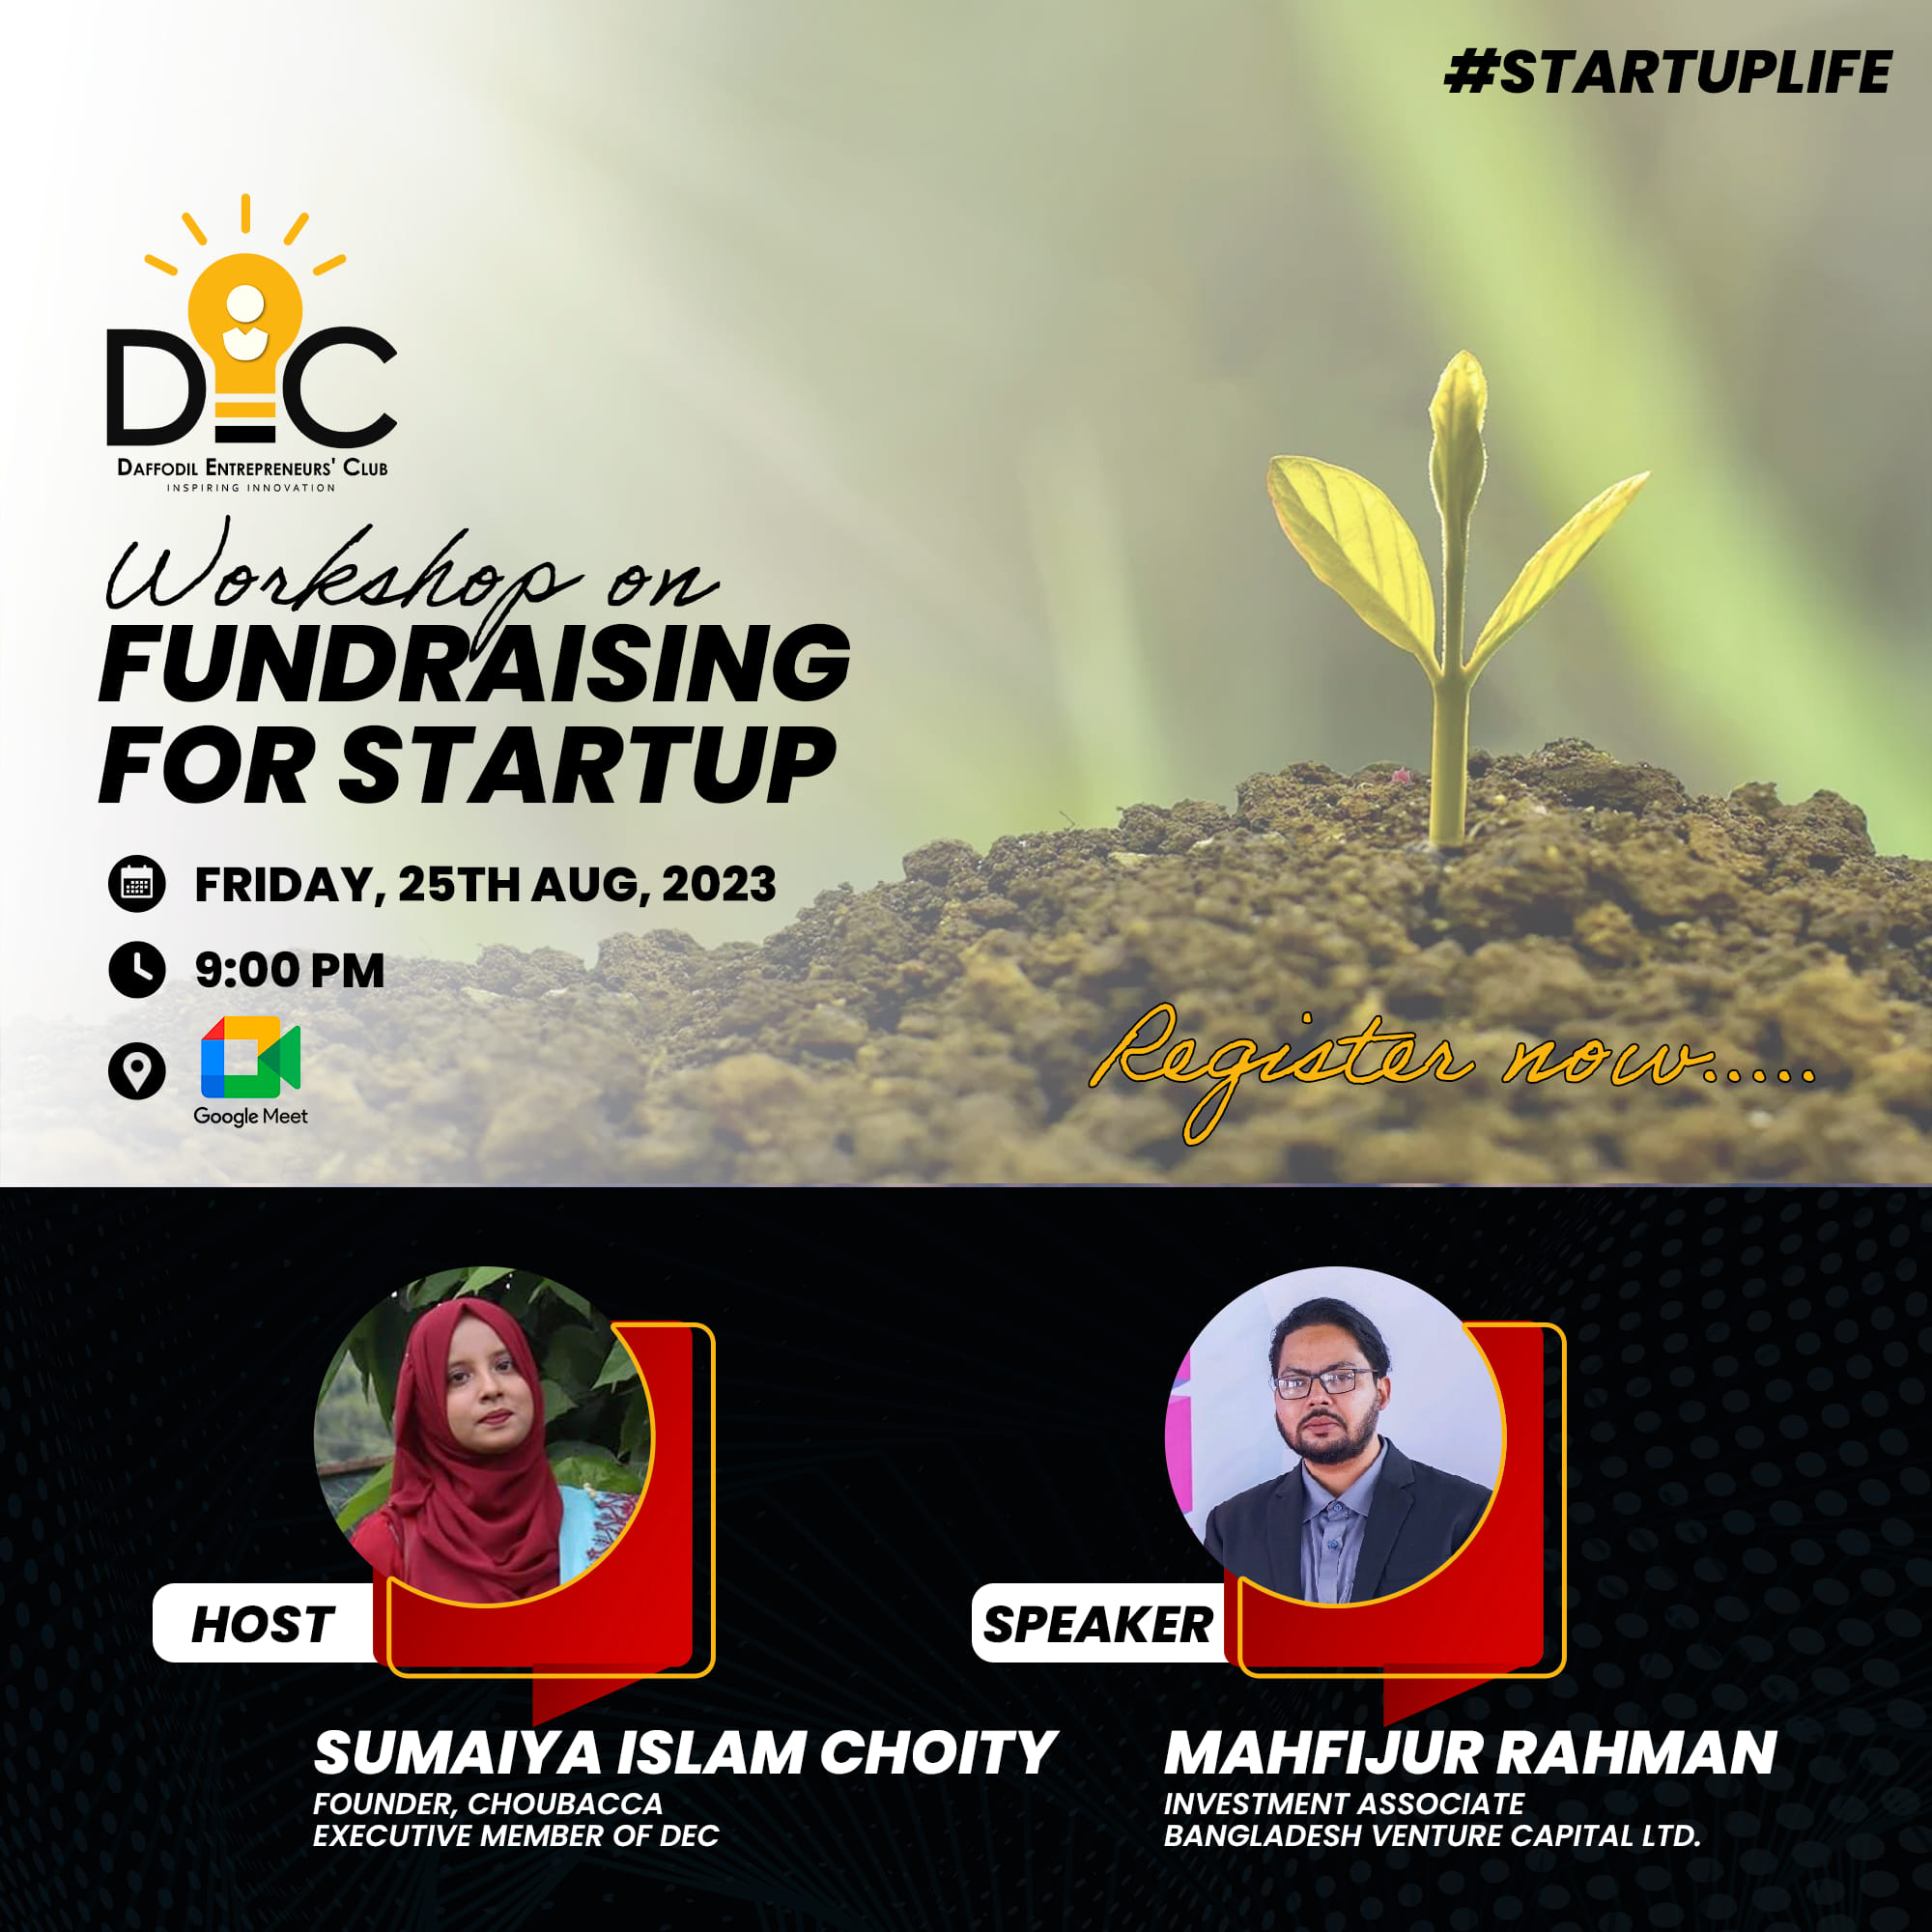 #STARTUPLIFE
DEC
DAFFODIL ENTREPRENEURS' CLUB
INSPIRING INNOVATION
Workshop on
FUNDRAISING
FOR STARTUP
FRIDAY, 25TH AUG, 2023
9:00 PM
Google Meet
Register now.....
HOST
SUMAIYA ISLAM CHOITY
FOUNDER, CHOUBACCA
EXECUTIVE MEMBER OF DEC
SPEAKER
MAHFIJUR RAHMAN
INVESTMENT ASSOCIATE
BANGLADESH VENTURE CAPITAL LTD.